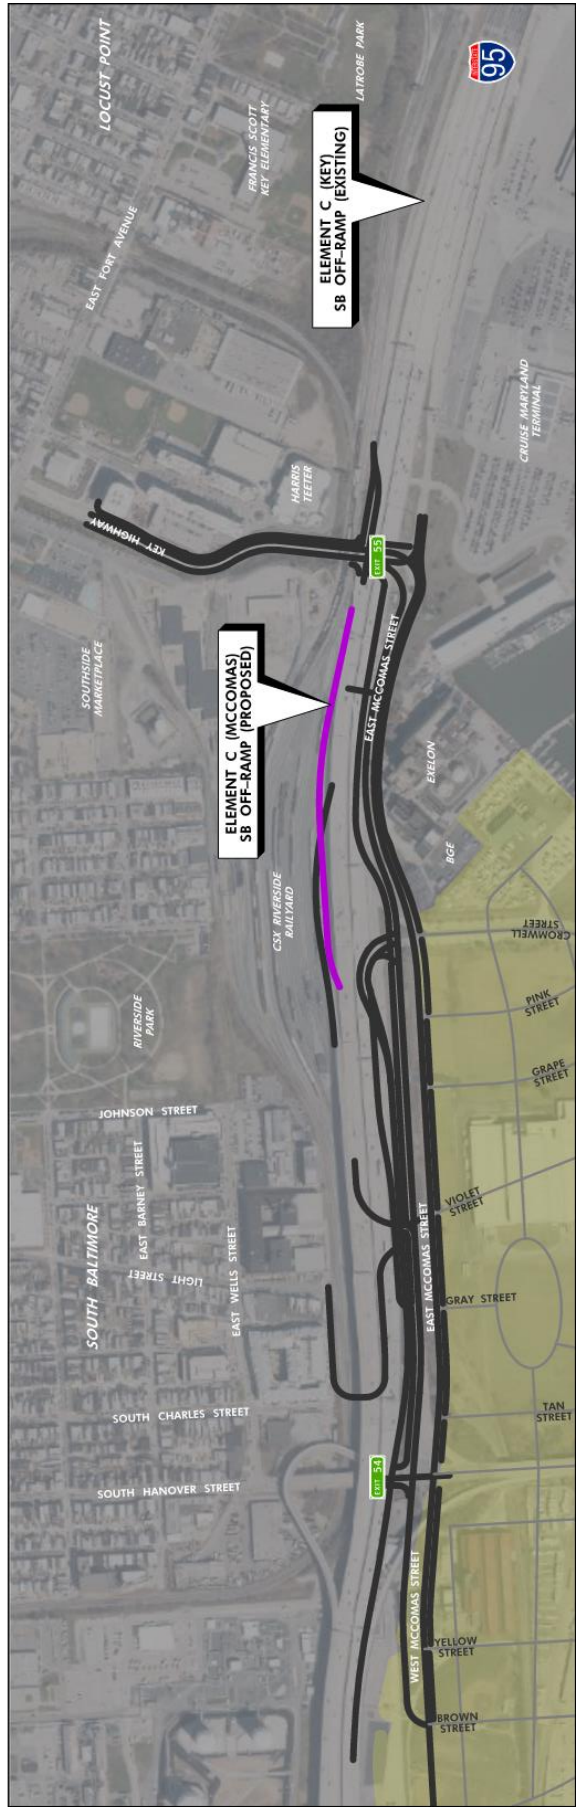 LOCUST POINT
LATROBE PARK
INTERSTATE
95
FRANCIS SCOTT
KEY ELEMENTARY
ELEMENT C (KEY)
SB OFF-RAMP (EXISTING)
EAST FORT AVENUE
CRUISE MARYLAND
TERMINAL
HARRIS
TEETER
KEY HIGHWAY
EXIT 55
SOUTHSIDE
MARKETPLACE
ELEMENT C (MCCOMAS)
SB OFF-RAMP (PROPOSED)
EAST MCCOMAS STREET
EXELON
BGE
CSX RIVERSIDE
RAILYARD
CROMWELL
STREET
RIVERSIDE
PARK
PINK
STREET
GRAPE
STREET
JOHNSON STREET
EAST BARNEY STREET
VIOLET
STREET
SOUTH BALTIMORE
LIGHT STREET
EAST WELLS STREET
EAST MCCOMAS STREET
GRAY STREET
SOUTH CHARLES STREET
TAN
STREET
SOUTH HANOVER STREET
EXIT 54
WEST MCCOMAS STREET
YELLOW
STREET
BROWN
STREET